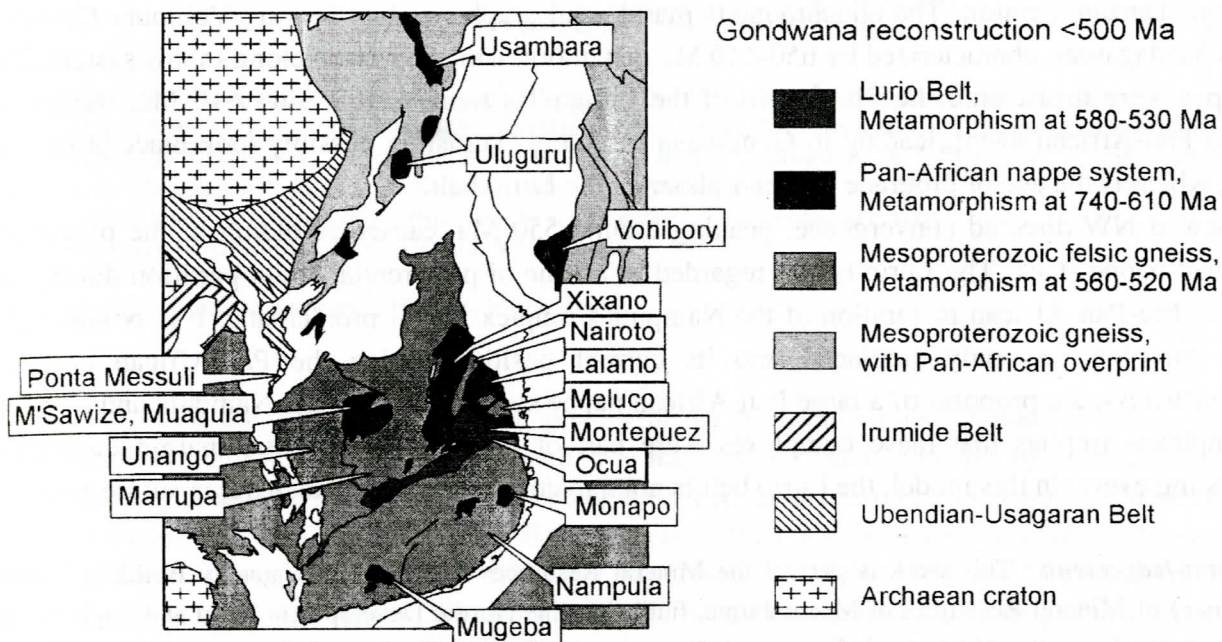 Gondwana reconstruction <500 Ma
Usambara
Uluguru
Vohibory
Xixano
Nairoto
Lalamo
Meluco
Montepuez
Ocua
Monapo
Nampula
Mugeba
Ponta Messuli
M'Sawize, Muaquia
Unango
Marrupa
Lurio Belt,
Metamorphism at 580-530 Ma
Pan-African nappe system,
Metamorphism at 740-610 Ma
Mesoproterozoic felsic gneiss,
Metamorphism at 560-520 Ma
Mesoproterozoic gneiss,
with Pan-African overprint
Irumide Belt
Ubendian-Usagaran Belt
Archaean craton